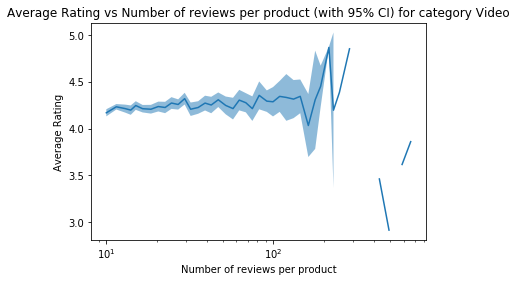 Average Rating vs Number of reviews per product (with 95% CI) for category Video
5.0
4.5
4.0
3.5
3.0
Average Rating
10¹
10²
Number of reviews per product